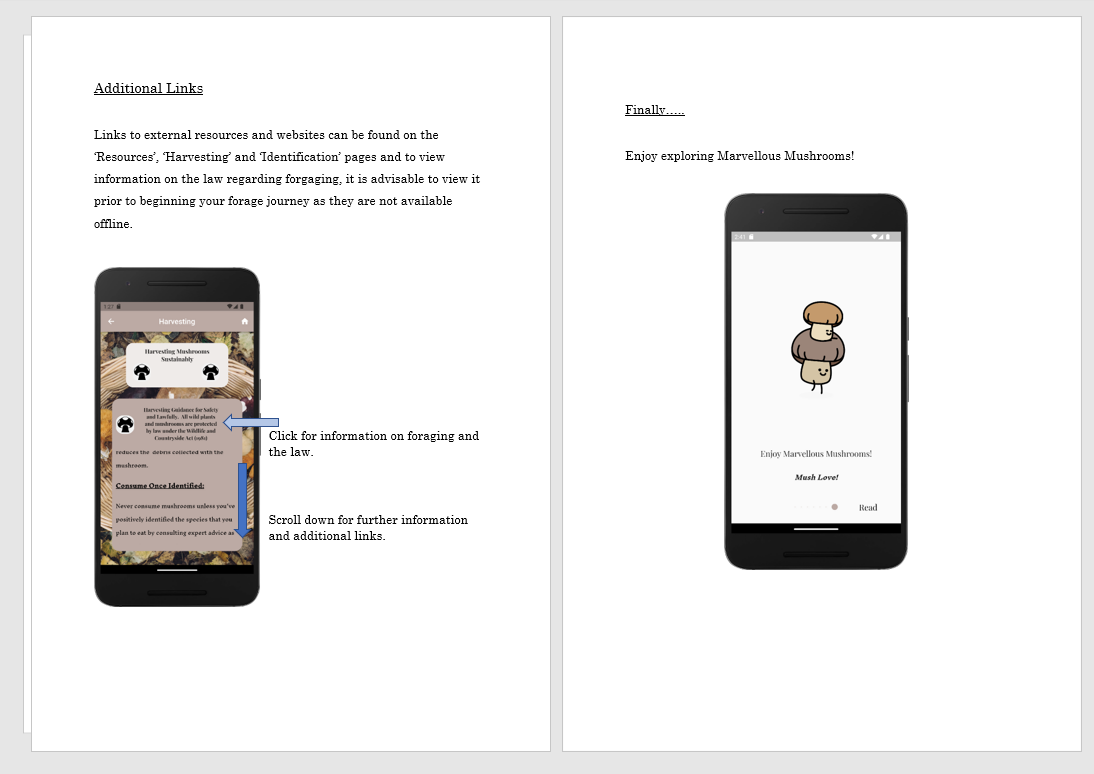 Additional Links
Links to external resources and websites can be found on the
‘Resources’, ‘Harvesting’ and ‘Identification’ pages and to view
information on the law regarding forgaging, it is advisable to view it
prior to beginning your forage journey as they are not available
offline.
1:27
Harvesting
Harvesting Mushrooms
Sustainably
Harvesting Guidance for Safety
and Lawfully. All wild plants
and mushrooms are protected
by law under the Wildlife and
Countryside Act (1981)
reduces the debris collected with the
mushroom.
Consume Once Identified:
Never consume mushrooms unless you've
positively identified the species that you
plan to eat by consulting expert advice as
Click for information on foraging and
the law.
Scroll down for further information
and additional links.
Finally…..
Enjoy exploring Marvellous Mushrooms!
2:41
Enjoy Marvellous Mushrooms!
Mush Love!
Read